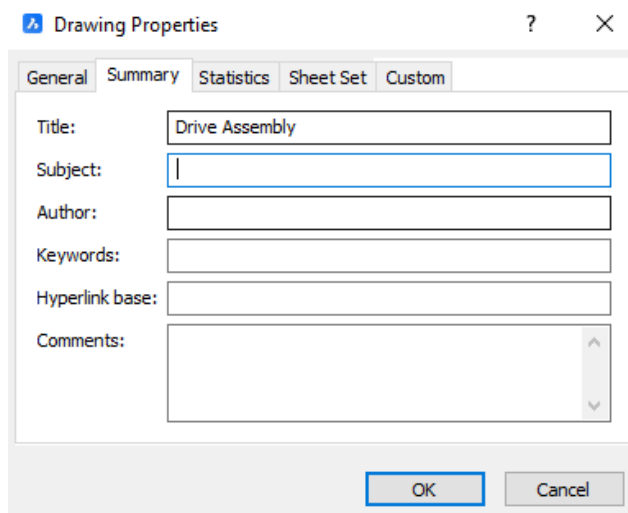 Drawing Properties ?
General Summary Statistics Sheet Set Custom
Title: Drive Assembly
Subject:
Author:
Keywords:
Hyperlink base:
Comments:
OK Cancel